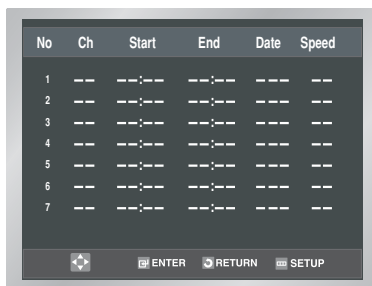 No Ch Start End Date Speed
1 -- --:-- --:-- --- --
2 -- --:-- --:-- --- --
3 -- --:-- --:-- --- --
4 -- --:-- --:-- --- --
5 -- --:-- --:-- --- --
6 -- --:-- --:-- --- --
7 -- --:-- --:-- --- --
ENTER RETURN SETUP